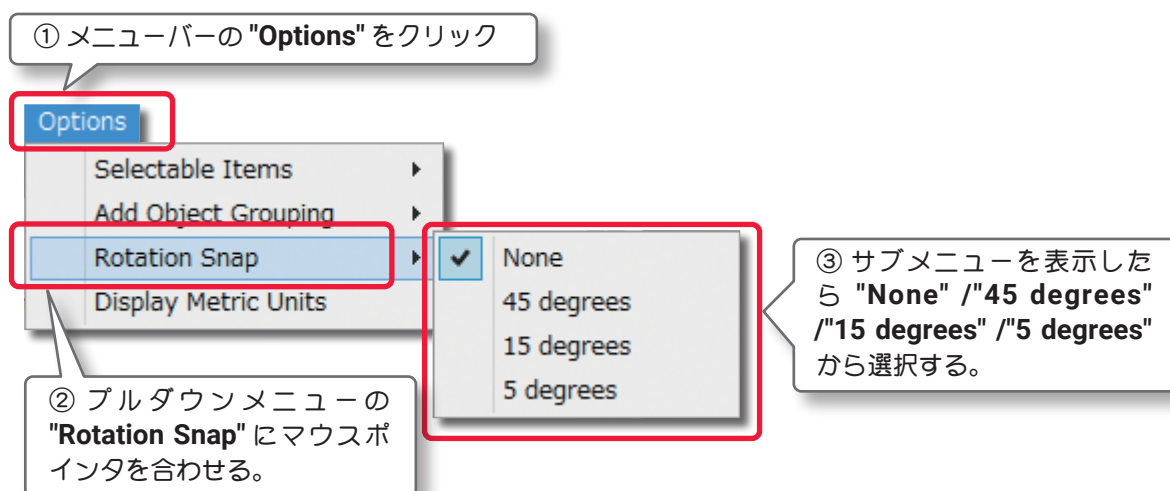 ① メニューバーの "Options" をクリック
Options
Selectable Items
Add Object Grouping
Rotation Snap
Display Metric Units
None
45 degrees
15 degrees
5 degrees
② プルダウンメニューの
"Rotation Snap" にマウスポ
インタを合わせる。
③ サブメニューを表示した
ら "None" /"45 degrees"
/"15 degrees" /"5 degrees"
から選択する。